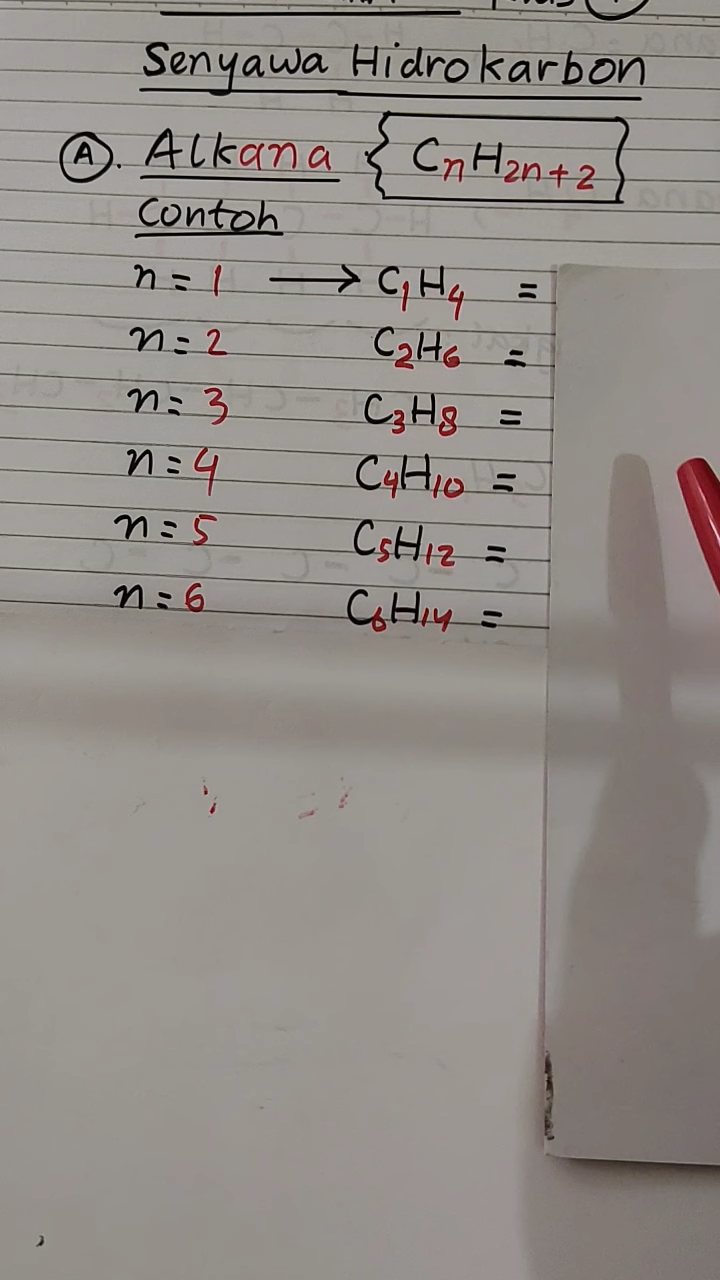 Senyawa Hidrokarbon
A. Alkana { CnH2n+2 }
Contoh
n = 1 → C1H4 =
n = 2 C2H6 =
n = 3 C3H8 =
n = 4 C4H10 =
n = 5 C5H12 =
n = 6 C6H14 =